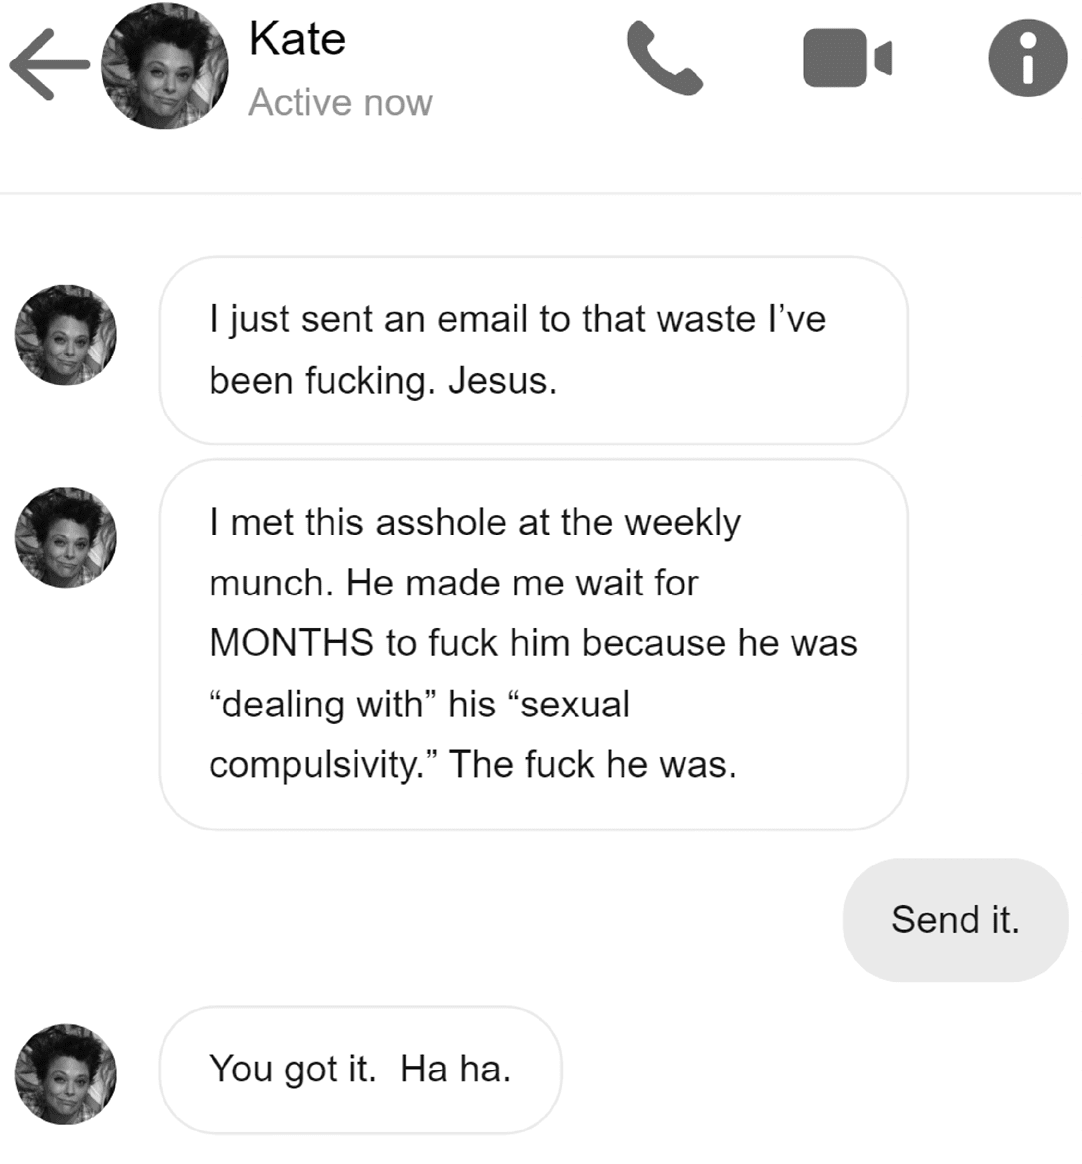 Kate
Active now
I just sent an email to that waste I’ve
been fucking. Jesus.
I met this asshole at the weekly
munch. He made me wait for
MONTHS to fuck him because he was
“dealing with” his “sexual
compulsivity.” The fuck he was.
Send it.
You got it.  Ha ha.